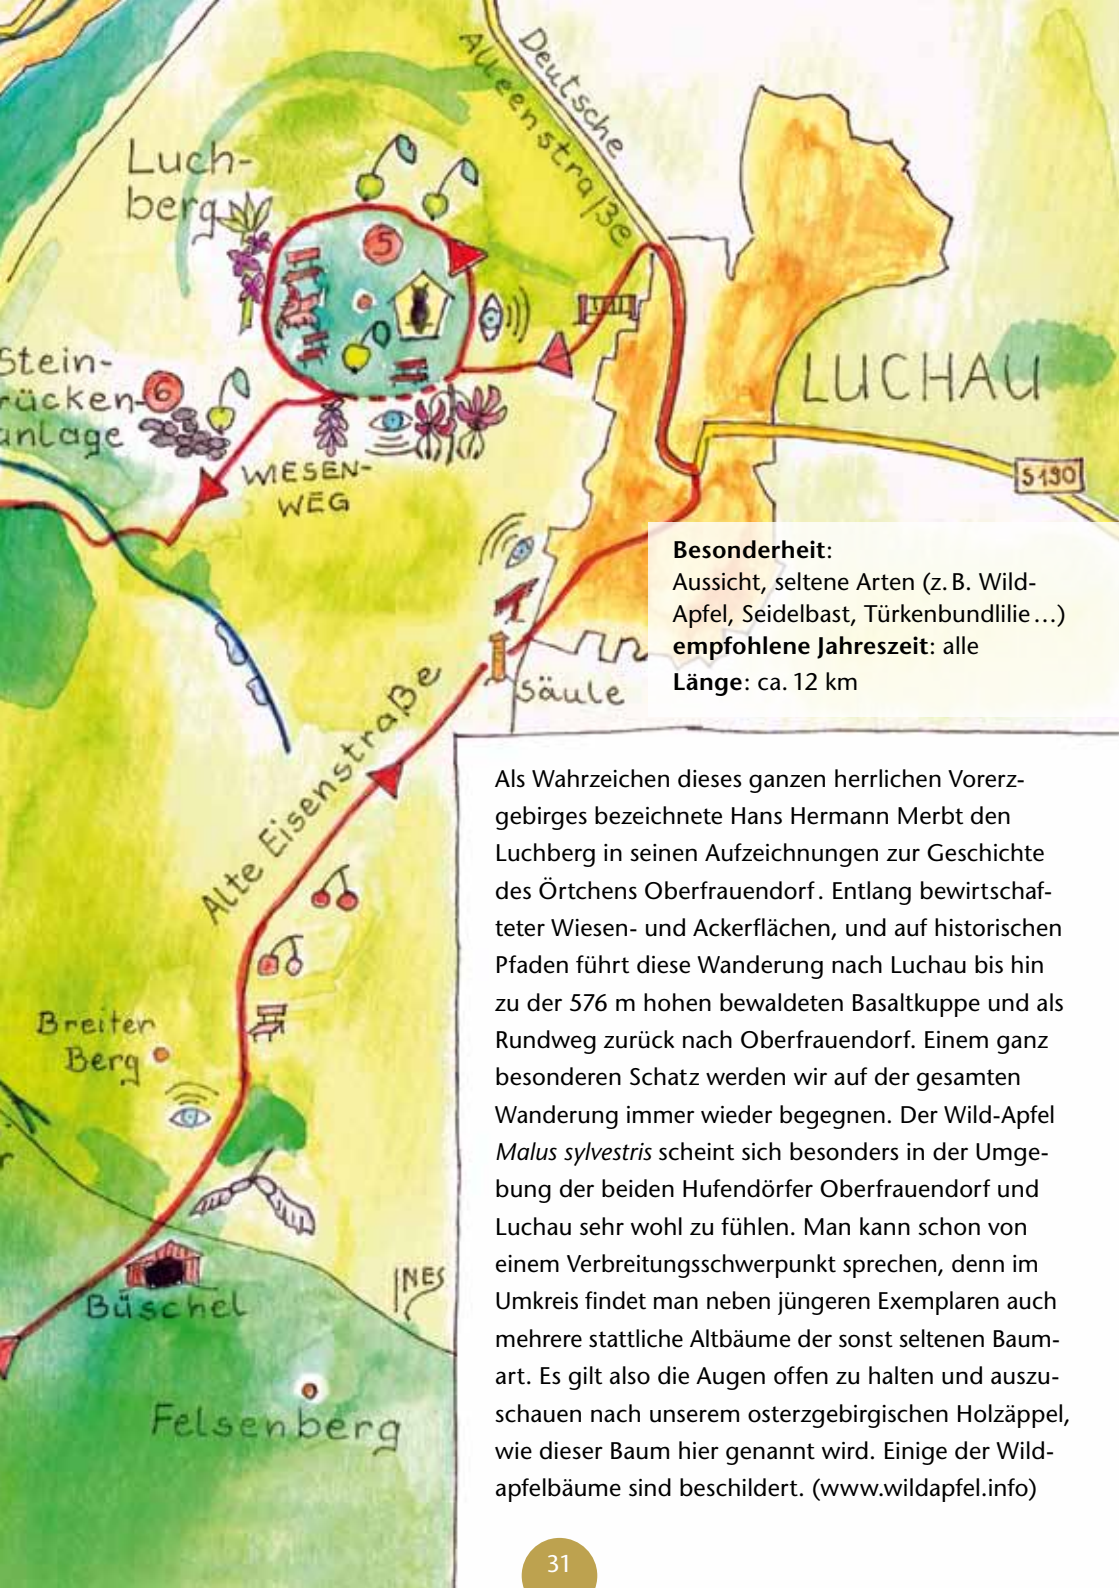 Deutsche
Alleenstraße
Luch-
berg
5
Stein-
rücken-
anlage
6
LUCHAU
S190
WIESEN-
WEG
Besonderheit:
Aussicht, seltene Arten (z. B. Wild-
Apfel, Seidelbast, Türkenbundlilie …)
empfohlene Jahreszeit: alle
Länge: ca. 12 km
Säule
Alte Eisenstraße
Breiter
Berg
Büschel
INES
Felsenberg
Als Wahrzeichen dieses ganzen herrlichen Vorerz-
gebirges bezeichnete Hans Hermann Merbt den
Luchberg in seinen Aufzeichnungen zur Geschichte
des Örtchens Oberfrauendorf. Entlang bewirtschaf-
teter Wiesen- und Ackerflächen, und auf historischen
Pfaden führt diese Wanderung nach Luchau bis hin
zu der 576 m hohen bewaldeten Basaltkuppe und als
Rundweg zurück nach Oberfrauendorf. Einem ganz
besonderen Schatz werden wir auf der gesamten
Wanderung immer wieder begegnen. Der Wild-Apfel
Malus sylvestris scheint sich besonders in der Umge-
bung der beiden Hufendörfer Oberfrauendorf und
Luchau sehr wohl zu fühlen. Man kann schon von
einem Verbreitungsschwerpunkt sprechen, denn im
Umkreis findet man neben jüngeren Exemplaren auch
mehrere stattliche Altbäume der sonst seltenen Baum-
art. Es gilt also die Augen offen zu halten und auszu-
schauen nach unserem osterzgebirgischen Holzäppel,
wie dieser Baum hier genannt wird. Einige der Wild-
apfelbäume sind beschildert. (www.wildapfel.info)
31